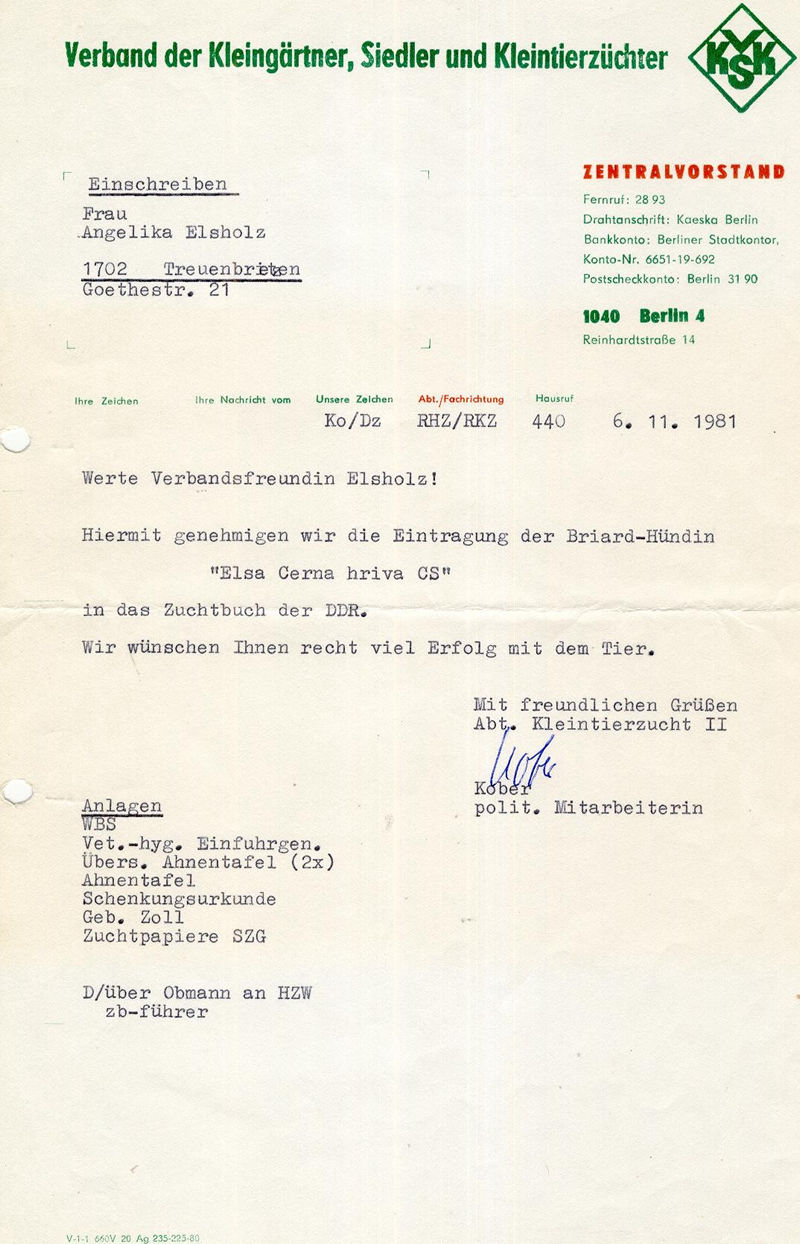 Verband der Kleingärtner, Siedler und Kleintierzüchter
VKSK
ZENTRALVORSTAND
Fernruf: 28 93
Drahtanschrift: Kaeska Berlin
Bankkonto: Berliner Stadtkontor,
Konto-Nr. 6651-19-692
Postscheckkonto: Berlin 31 90
1040 Berlin 4
Reinhardtstraße 14
Einschreiben
Frau
Angelika Elsholz
1702 Treuenbrietzen
Goethestr. 21
Ihre Zeichen Ihre Nachricht vom Unsere Zeichen Abt./Fachrichtung Hausruf
Ko/Dz RHZ/RKZ 440 6. 11. 1981
Werte Verbandsfreundin Elsholz!
Hiermit genehmigen wir die Eintragung der Briard-Hündin
"Elsa Cerna hriva CS"
in das Zuchtbuch der DDR.
Wir wünschen Ihnen recht viel Erfolg mit dem Tier.
Mit freundlichen Grüßen
Abt. Kleintierzucht II
Kober
Kober
polit. Mitarbeiterin
Anlagen
WBS
Vet.-hyg. Einfuhrgen.
Übers. Ahnentafel (2x)
Ahnentafel
Schenkungsurkunde
Geb. Zoll
Zuchtpapiere SZG
D/über Obmann an HZW
zb-führer
V-1-1 660V 20 Ag 235-225-80